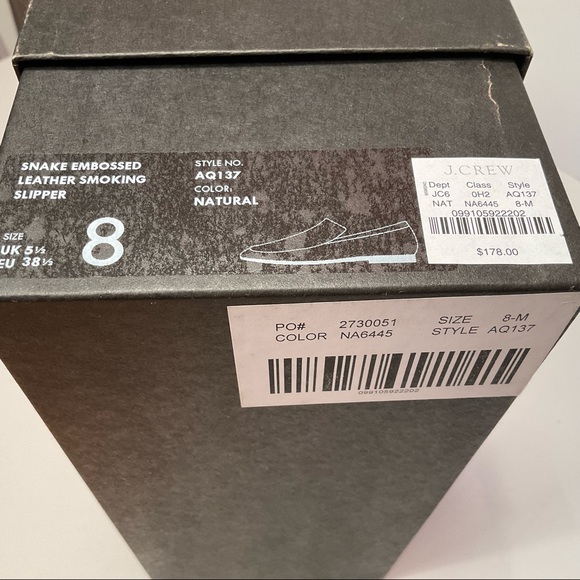 SNAKE EMBOSSED
LEATHER SMOKING
SLIPPER
STYLE NO.
AQ137
COLOR:
NATURAL
SIZE
UK 5½
EU 38½
8
J.CREW
Dept Class Style
JC6 0H2 AQ137
NAT NA6445 8-M
099105922202
$178.00
PO# 2730051 SIZE 8-M
COLOR NA6445 STYLE AQ137
099105922202